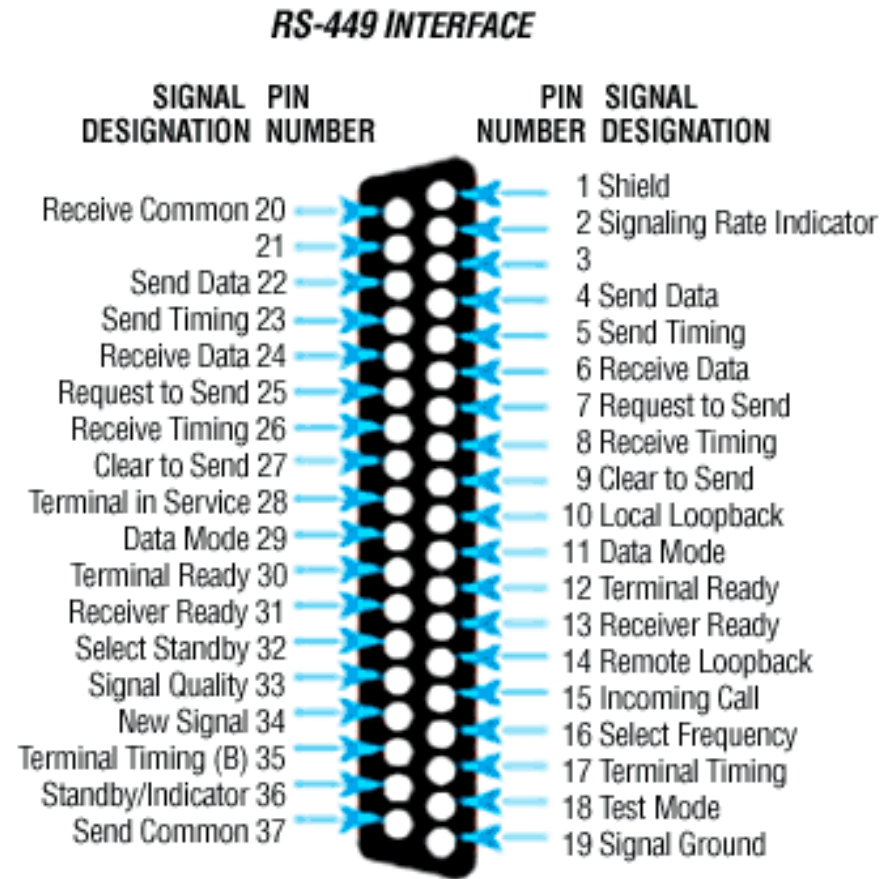 RS-449 INTERFACE
SIGNAL PIN
DESIGNATION NUMBER
PIN SIGNAL
NUMBER DESIGNATION
Receive Common 20
21
Send Data 22
Send Timing 23
Receive Data 24
Request to Send 25
Receive Timing 26
Clear to Send 27
Terminal in Service 28
Data Mode 29
Terminal Ready 30
Receiver Ready 31
Select Standby 32
Signal Quality 33
New Signal 34
Terminal Timing (B) 35
Standby/Indicator 36
Send Common 37
1 Shield
2 Signaling Rate Indicator
3
4 Send Data
5 Send Timing
6 Receive Data
7 Request to Send
8 Receive Timing
9 Clear to Send
10 Local Loopback
11 Data Mode
12 Terminal Ready
13 Receiver Ready
14 Remote Loopback
15 Incoming Call
16 Select Frequency
17 Terminal Timing
18 Test Mode
19 Signal Ground